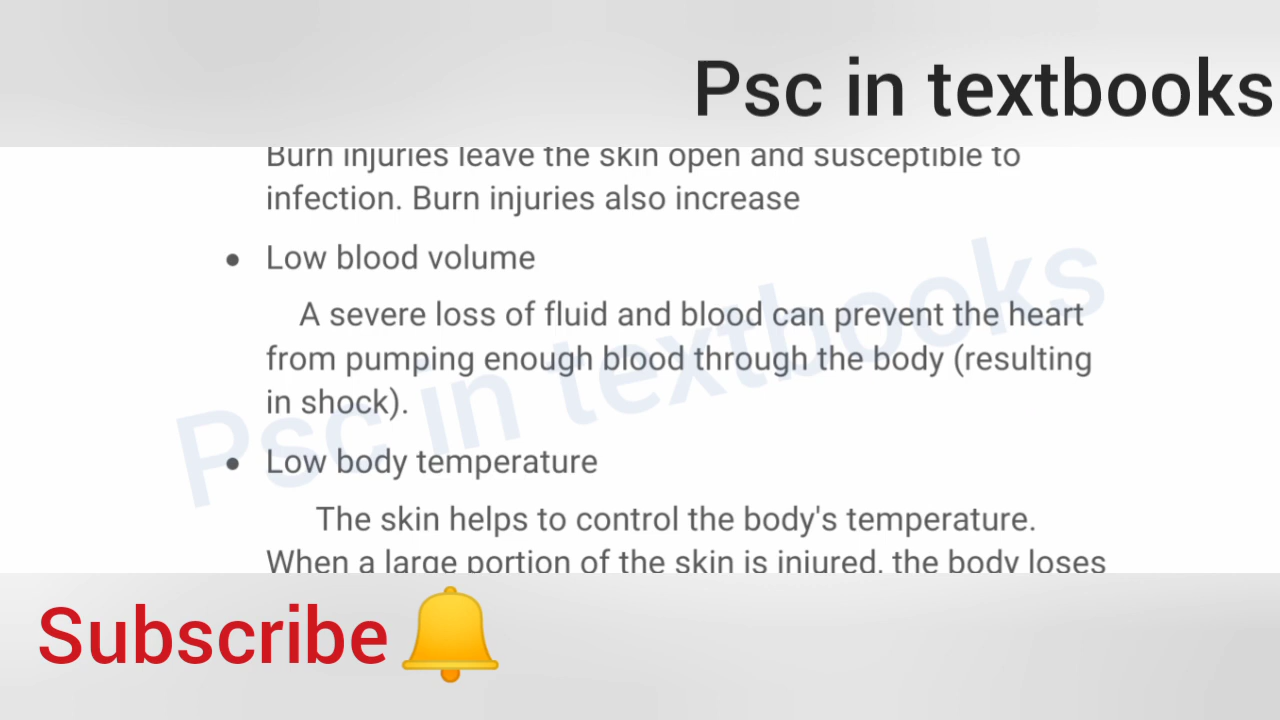 Psc in textbooks
Burn injuries leave the skin open and susceptible to
infection. Burn injuries also increase
• Low blood volume
A severe loss of fluid and blood can prevent the heart
from pumping enough blood through the body (resulting
in shock).
• Low body temperature
The skin helps to control the body's temperature.
When a large portion of the skin is injured, the body loses
Psc in textbooks
Subscribe